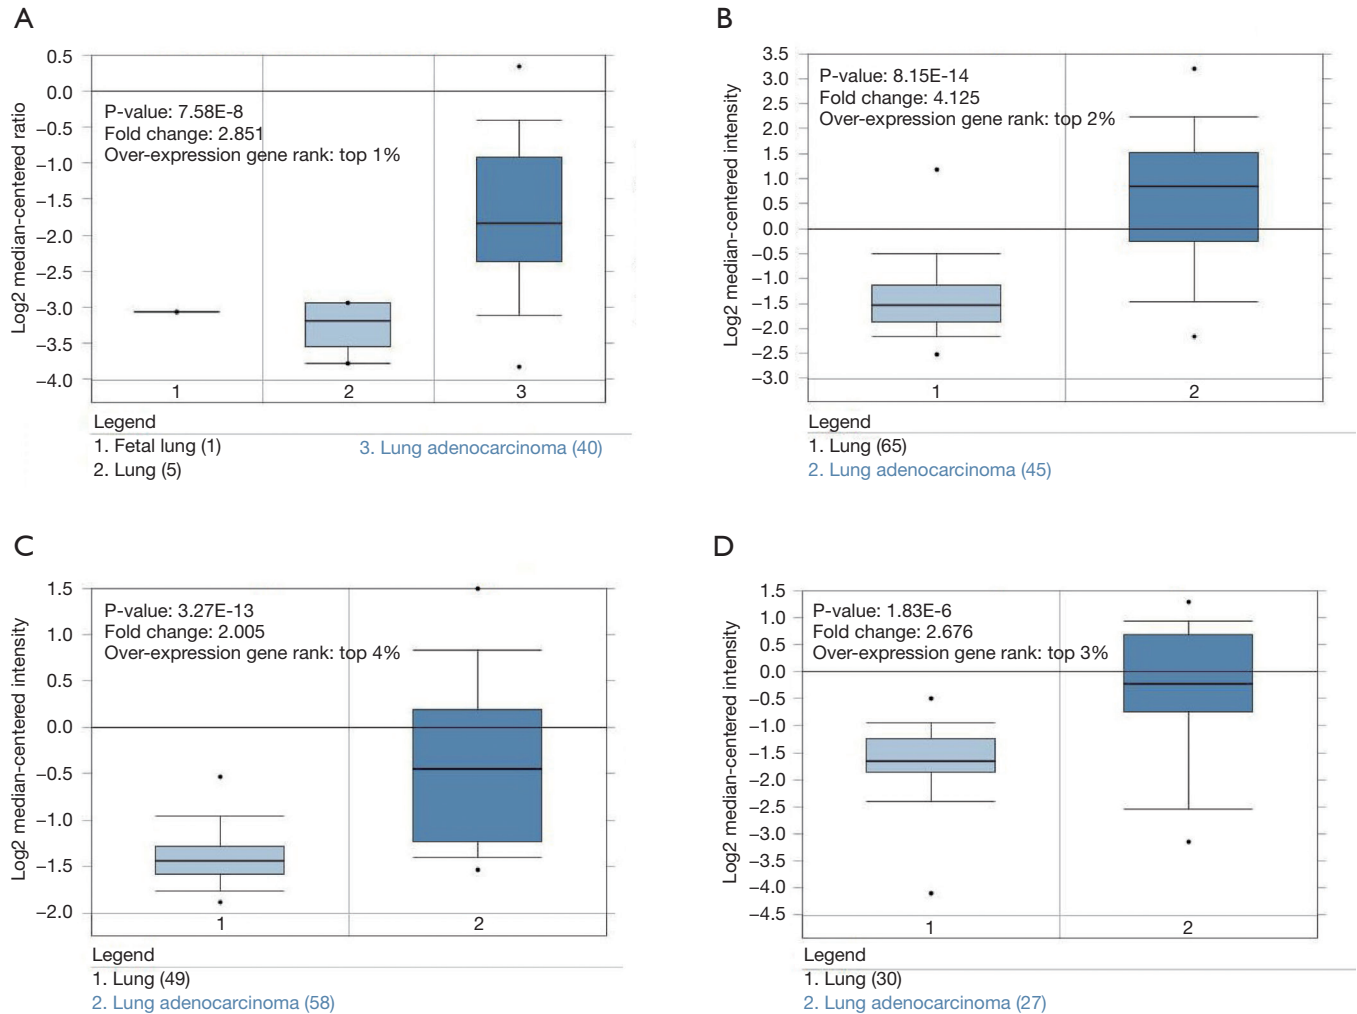 A
Log2 median-centered ratio
0.5
0.0
−0.5
−1.0
−1.5
−2.0
−2.5
−3.0
−3.5
−4.0
P-value: 7.58E-8
Fold change: 2.851
Over-expression gene rank: top 1%
1 2 3
Legend
1. Fetal lung (1) 3. Lung adenocarcinoma (40)
2. Lung (5)
B
Log2 median-centered intensity
3.5
3.0
2.5
2.0
1.5
1.0
0.5
0.0
−0.5
−1.0
−1.5
−2.0
−2.5
−3.0
P-value: 8.15E-14
Fold change: 4.125
Over-expression gene rank: top 2%
1 2
Legend
1. Lung (65)
2. Lung adenocarcinoma (45)
C
Log2 median-centered intensity
1.5
1.0
0.5
0.0
−0.5
−1.0
−1.5
−2.0
P-value: 3.27E-13
Fold change: 2.005
Over-expression gene rank: top 4%
1 2
Legend
1. Lung (49)
2. Lung adenocarcinoma (58)
D
Log2 median-centered intensity
1.5
1.0
0.5
0.0
−0.5
−1.0
−1.5
−2.0
−2.5
−3.0
−3.5
−4.0
−4.5
P-value: 1.83E-6
Fold change: 2.676
Over-expression gene rank: top 3%
1 2
Legend
1. Lung (30)
2. Lung adenocarcinoma (27)